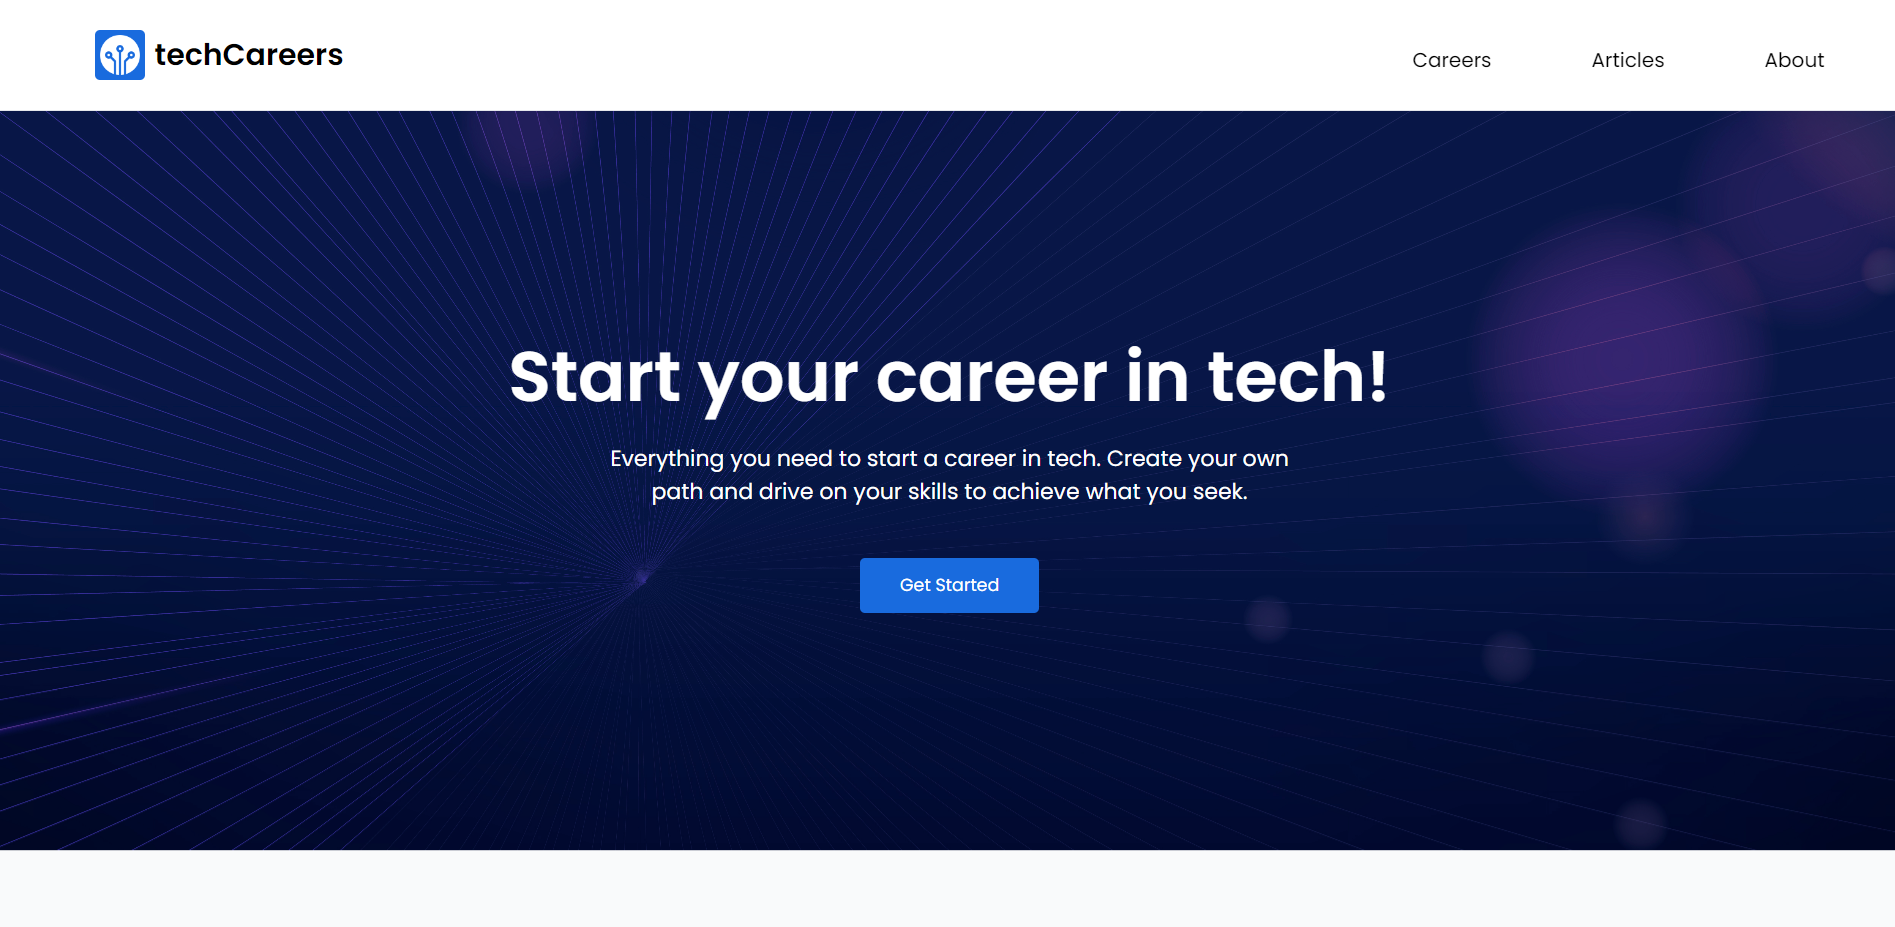 techCareers
Careers
Articles
About
Start your career in tech!
Everything you need to start a career in tech. Create your own
path and drive on your skills to achieve what you seek.
Get Started